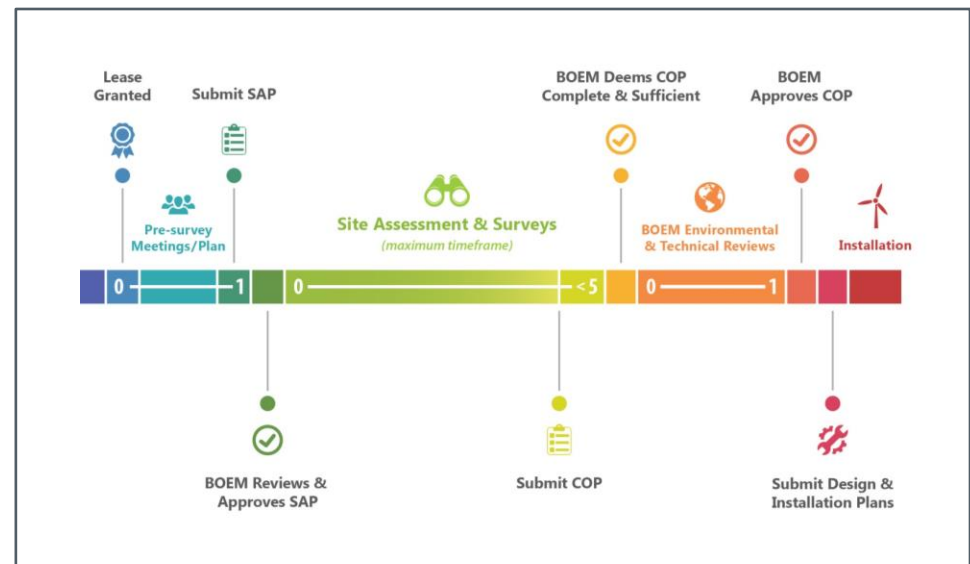 Lease
Granted
Submit SAP
BOEM Deems COP
Complete & Sufficient
BOEM
Approves COP
Pre-survey
Meetings/Plan
Site Assessment & Surveys
(maximum timeframe)
BOEM Environmental
& Technical Reviews
Installation
0 1 0 < 5 0 1
BOEM Reviews &
Approves SAP
Submit COP
Submit Design &
Installation Plans